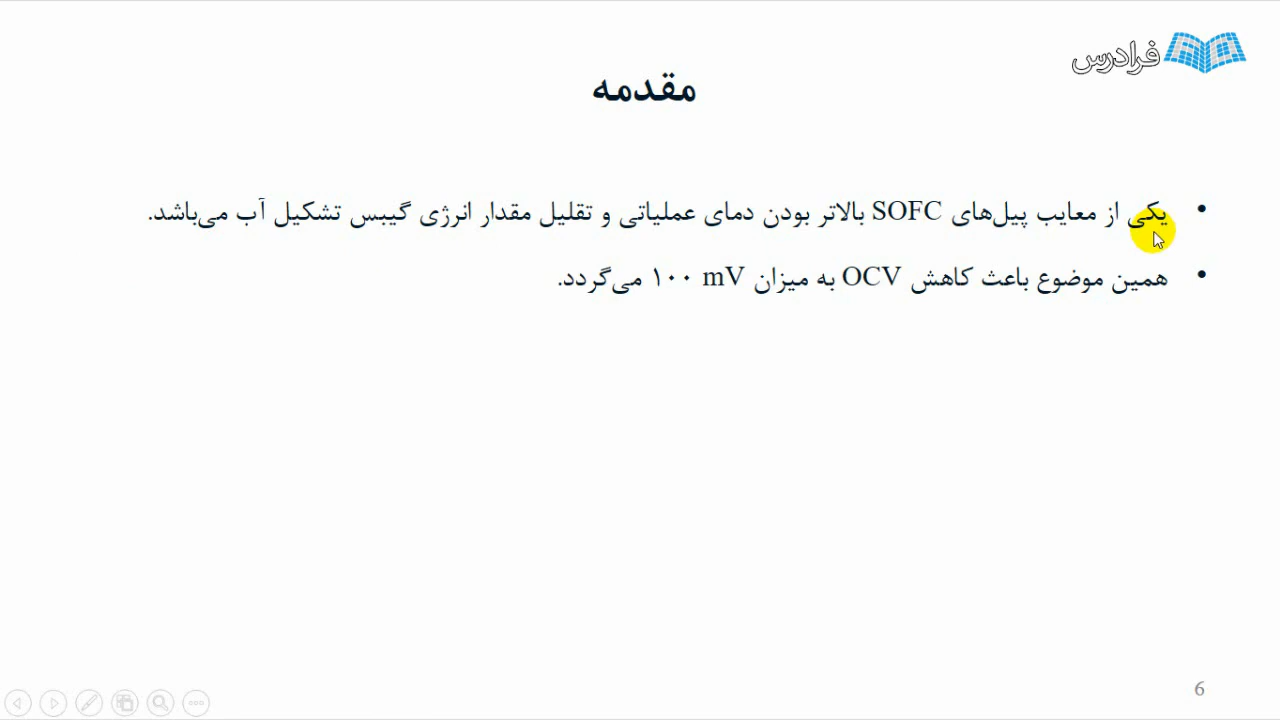 فرادرس
مقدمه
• یکی از معایب پیل‌های SOFC بالاتر بودن دمای عملیاتی و تقلیل مقدار انرژی گیبس تشکیل آب می‌باشد.
• همین موضوع باعث کاهش OCV به میزان ۱۰۰ mV می‌گردد.
6